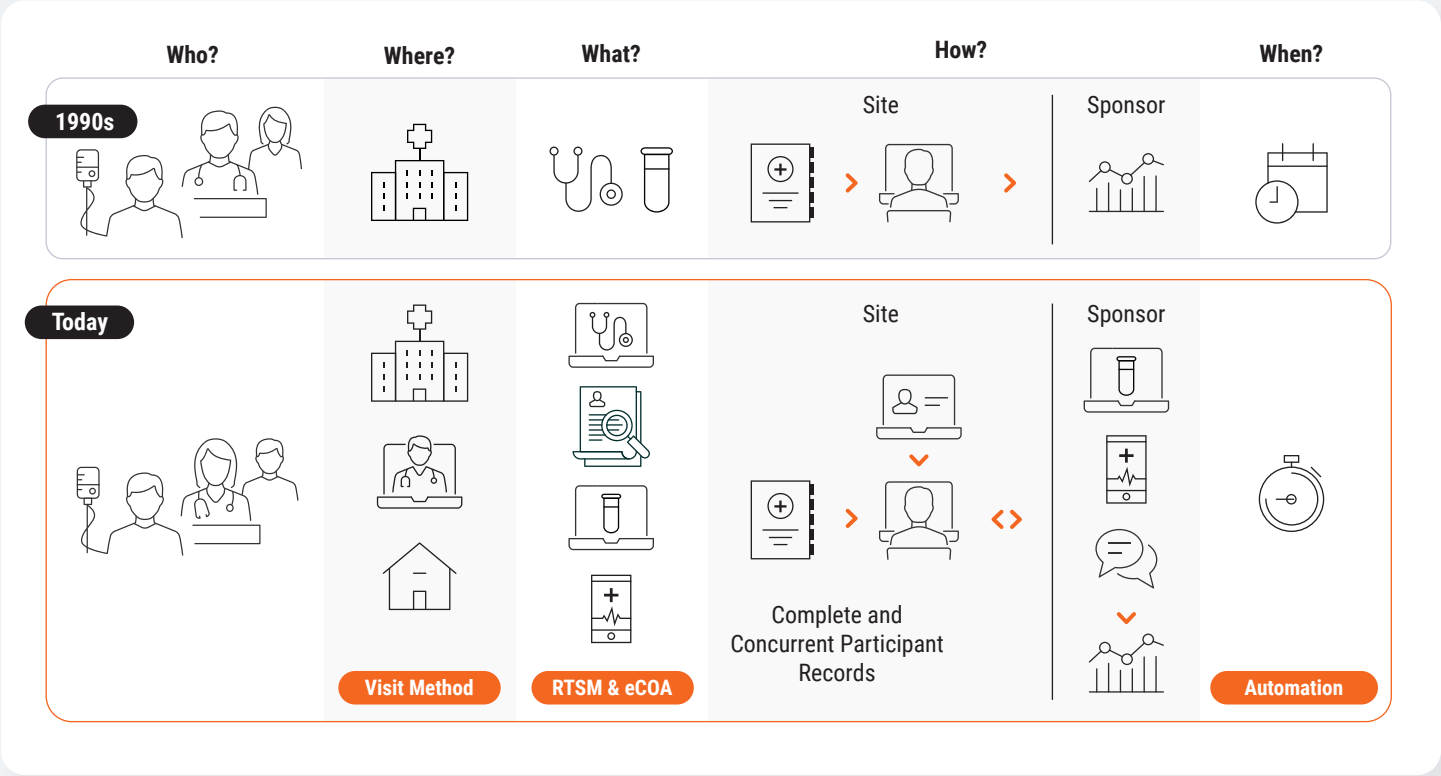 Who?
Where?
What?
How?
When?
1990s
Site
Sponsor
Today
Site
Sponsor
Complete and
Concurrent Participant
Records
Visit Method
RTSM & eCOA
Automation